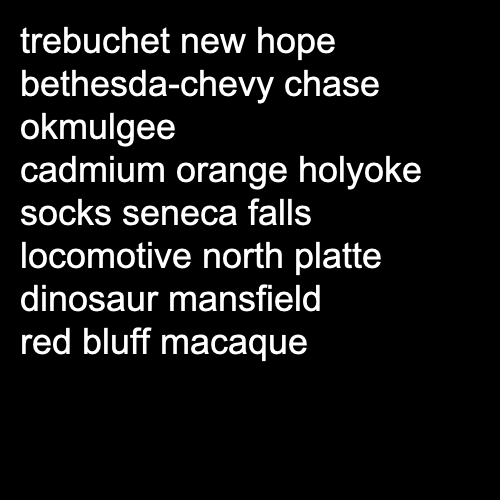 trebuchet new hope
bethesda-chevy chase
okmulgee
cadmium orange holyoke
socks seneca falls
locomotive north platte
dinosaur mansfield
red bluff macaque